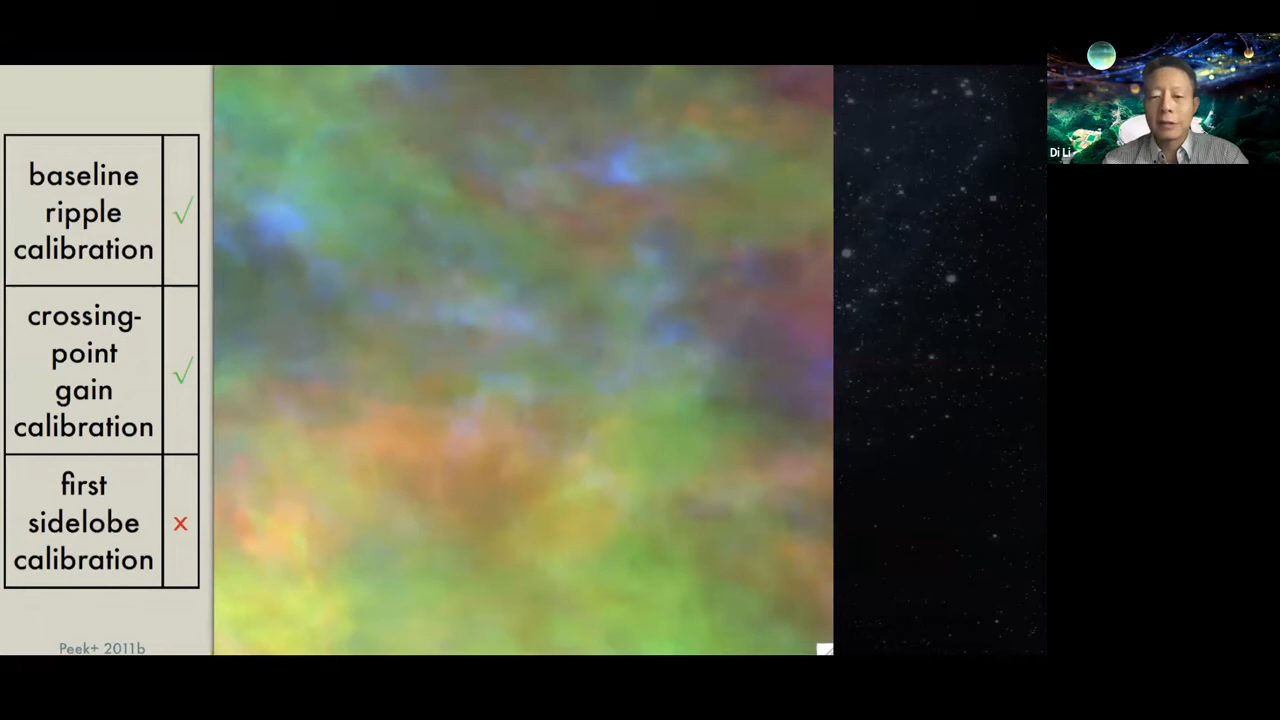 baseline
ripple
calibration
√
crossing-
point
gain
calibration
√
first
sidelobe
calibration
x
Peek+ 2011b
Di Li